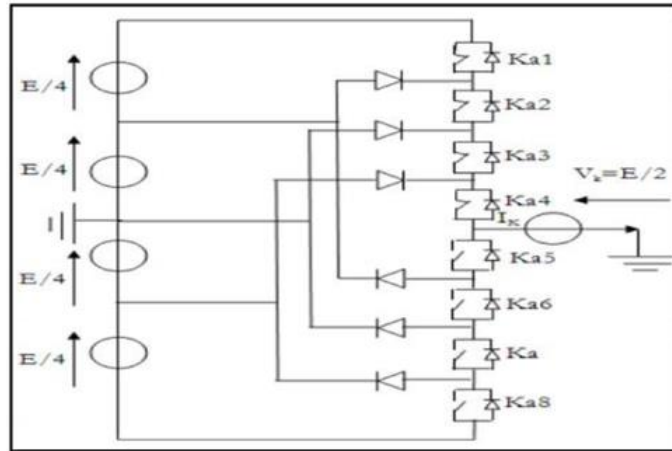 E/4
E/4
E/4
E/4
Ka1
Ka2
Ka3
Ka4
Ka5
Ka6
Ka
Ka8
Vₖ=E/2
Iₖ